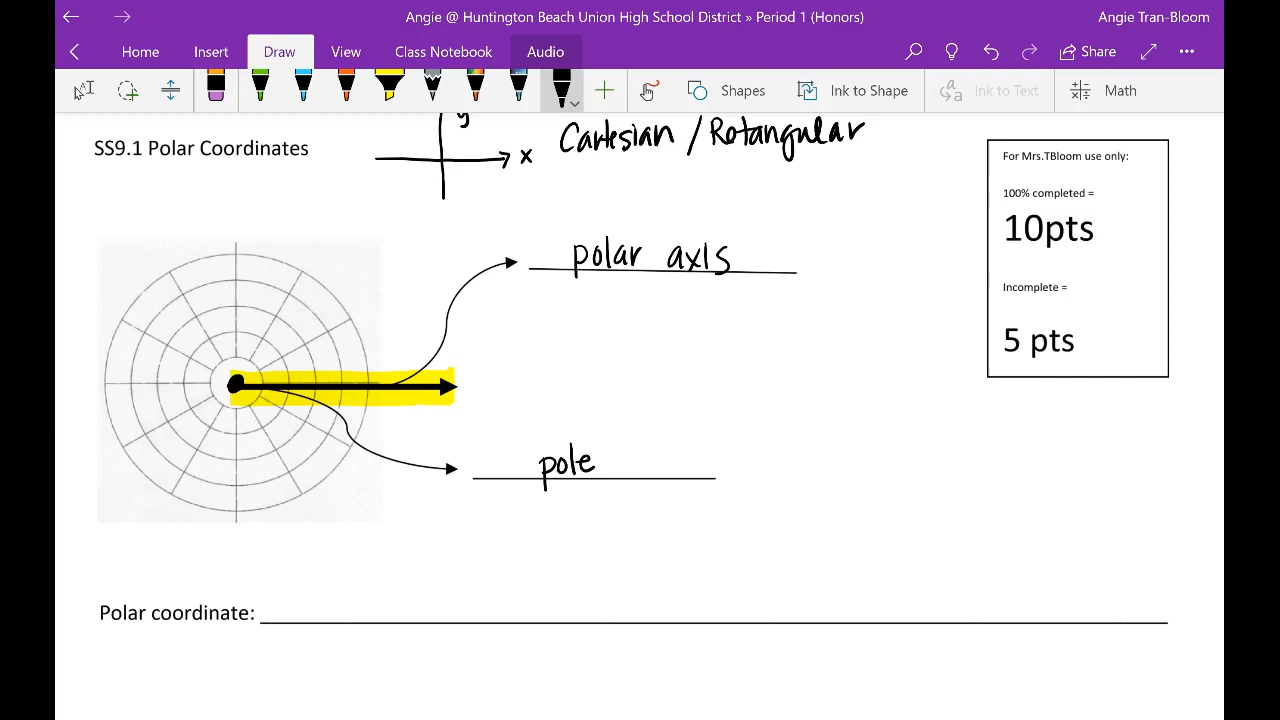 Angie @ Huntington Beach Union High School District » Period 1 (Honors)
Angie Tran-Bloom
Home Insert Draw View Class Notebook Audio
Share
Shapes Ink to Shape Ink to Text Math
y
Cartesian / Rotangular
x
SS9.1 Polar Coordinates
For Mrs.TBloom use only:
100% completed =
10pts
Incomplete =
5 pts
polar axis
pole
Polar coordinate: